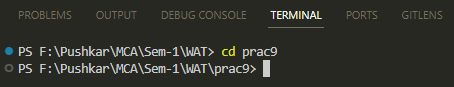 PROBLEMS OUTPUT DEBUG CONSOLE TERMINAL PORTS GITLENS
PS F:\Pushkar\MCA\Sem-1\WAT> cd prac9
PS F:\Pushkar\MCA\Sem-1\WAT\prac9>